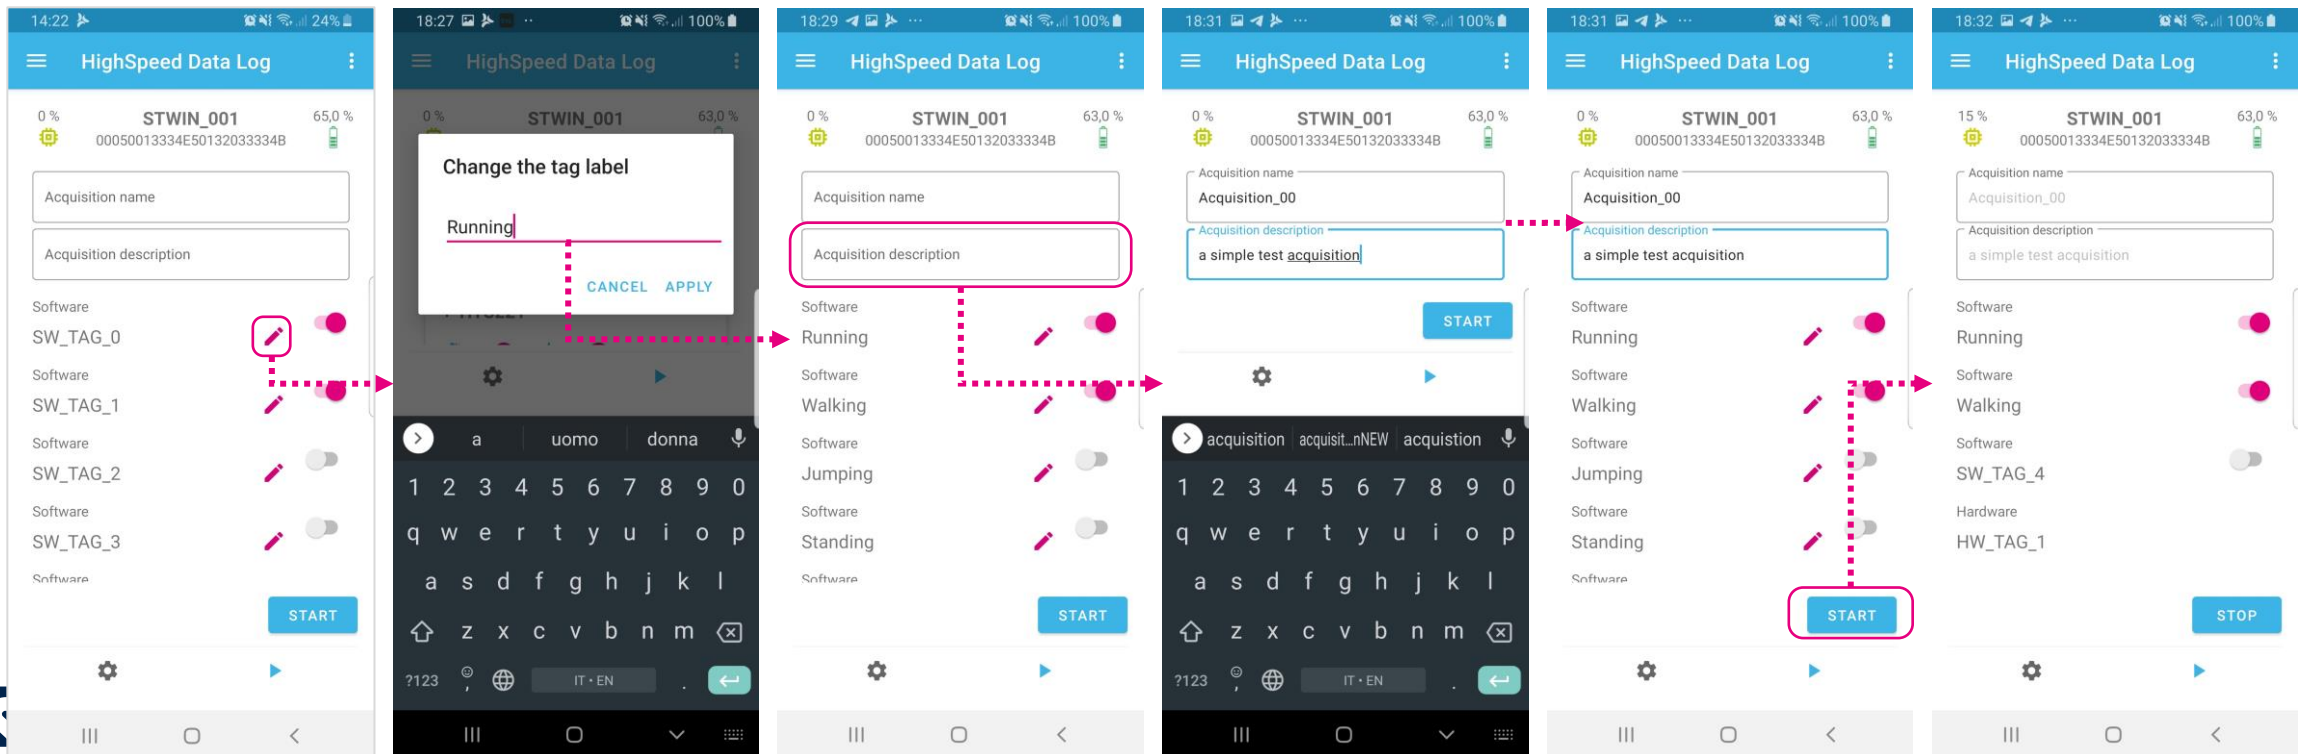 14:22
24%
HighSpeed Data Log
0 %
STWIN_001
65,0 %
00050013334E50132033334B
Acquisition name
Acquisition description
Software
SW_TAG_0
Software
SW_TAG_1
Software
SW_TAG_2
Software
SW_TAG_3
Software
START
18:27
100%
HighSpeed Data Log
0 %
STWIN_001
63,0 %
Change the tag label
Running
CANCEL APPLY
a uomo donna
1 2 3 4 5 6 7 8 9 0
q w e r t y u i o p
a s d f g h j k l
z x c v b n m
?123 , IT • EN .
18:29
100%
HighSpeed Data Log
0 %
STWIN_001
63,0 %
00050013334E50132033334B
Acquisition name
Acquisition description
Software
Running
Software
Walking
Software
Jumping
Software
Standing
Software
START
18:31
100%
HighSpeed Data Log
0 %
STWIN_001
63,0 %
00050013334E50132033334B
Acquisition name
Acquisition_00
Acquisition description
a simple test acquisition
START
acquisition acquisit...nNEW acquistion
1 2 3 4 5 6 7 8 9 0
q w e r t y u i o p
a s d f g h j k l
z x c v b n m
?123 , IT • EN .
18:31
100%
HighSpeed Data Log
0 %
STWIN_001
63,0 %
00050013334E50132033334B
Acquisition name
Acquisition_00
Acquisition description
a simple test acquisition
Software
Running
Software
Walking
Software
Jumping
Software
Standing
Software
START
18:32
100%
HighSpeed Data Log
15 %
STWIN_001
63,0 %
00050013334E50132033334B
Acquisition name
Acquisition_00
Acquisition description
a simple test acquisition
Software
Running
Software
Walking
Software
SW_TAG_4
Hardware
HW_TAG_1
STOP